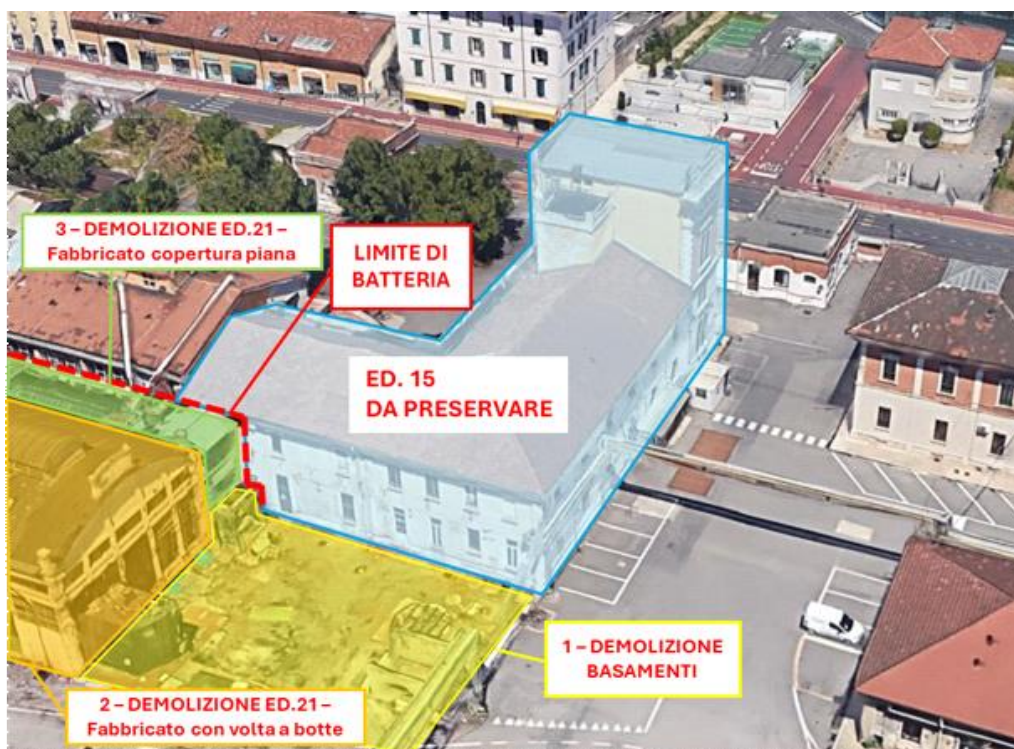 3 – DEMOLIZIONE ED.21 –
Fabbricato copertura piana
LIMITE DI
BATTERIA
ED. 15
DA PRESERVARE
1 – DEMOLIZIONE
BASAMENTI
2 – DEMOLIZIONE ED.21 –
Fabbricato con volta a botte